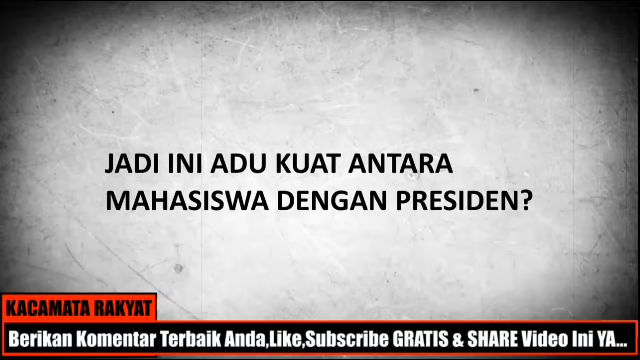 JADI INI ADU KUAT ANTARA
MAHASISWA DENGAN PRESIDEN?
KACAMATA RAKYAT
Berikan Komentar Terbaik Anda,Like,Subscribe GRATIS & SHARE Video Ini YA...